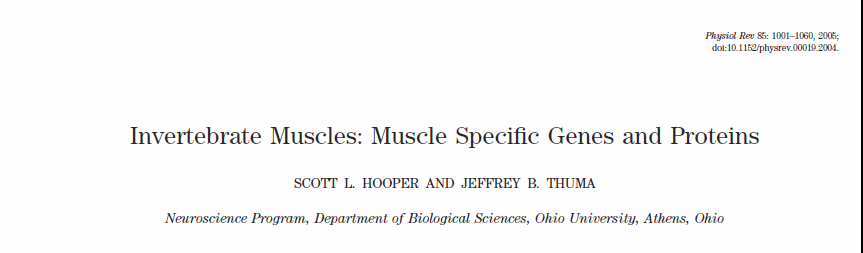 Physiol Rev 85: 1001–1060, 2005;
doi:10.1152/physrev.00019.2004.
Invertebrate Muscles: Muscle Specific Genes and Proteins
SCOTT L. HOOPER AND JEFFREY B. THUMA
Neuroscience Program, Department of Biological Sciences, Ohio University, Athens, Ohio